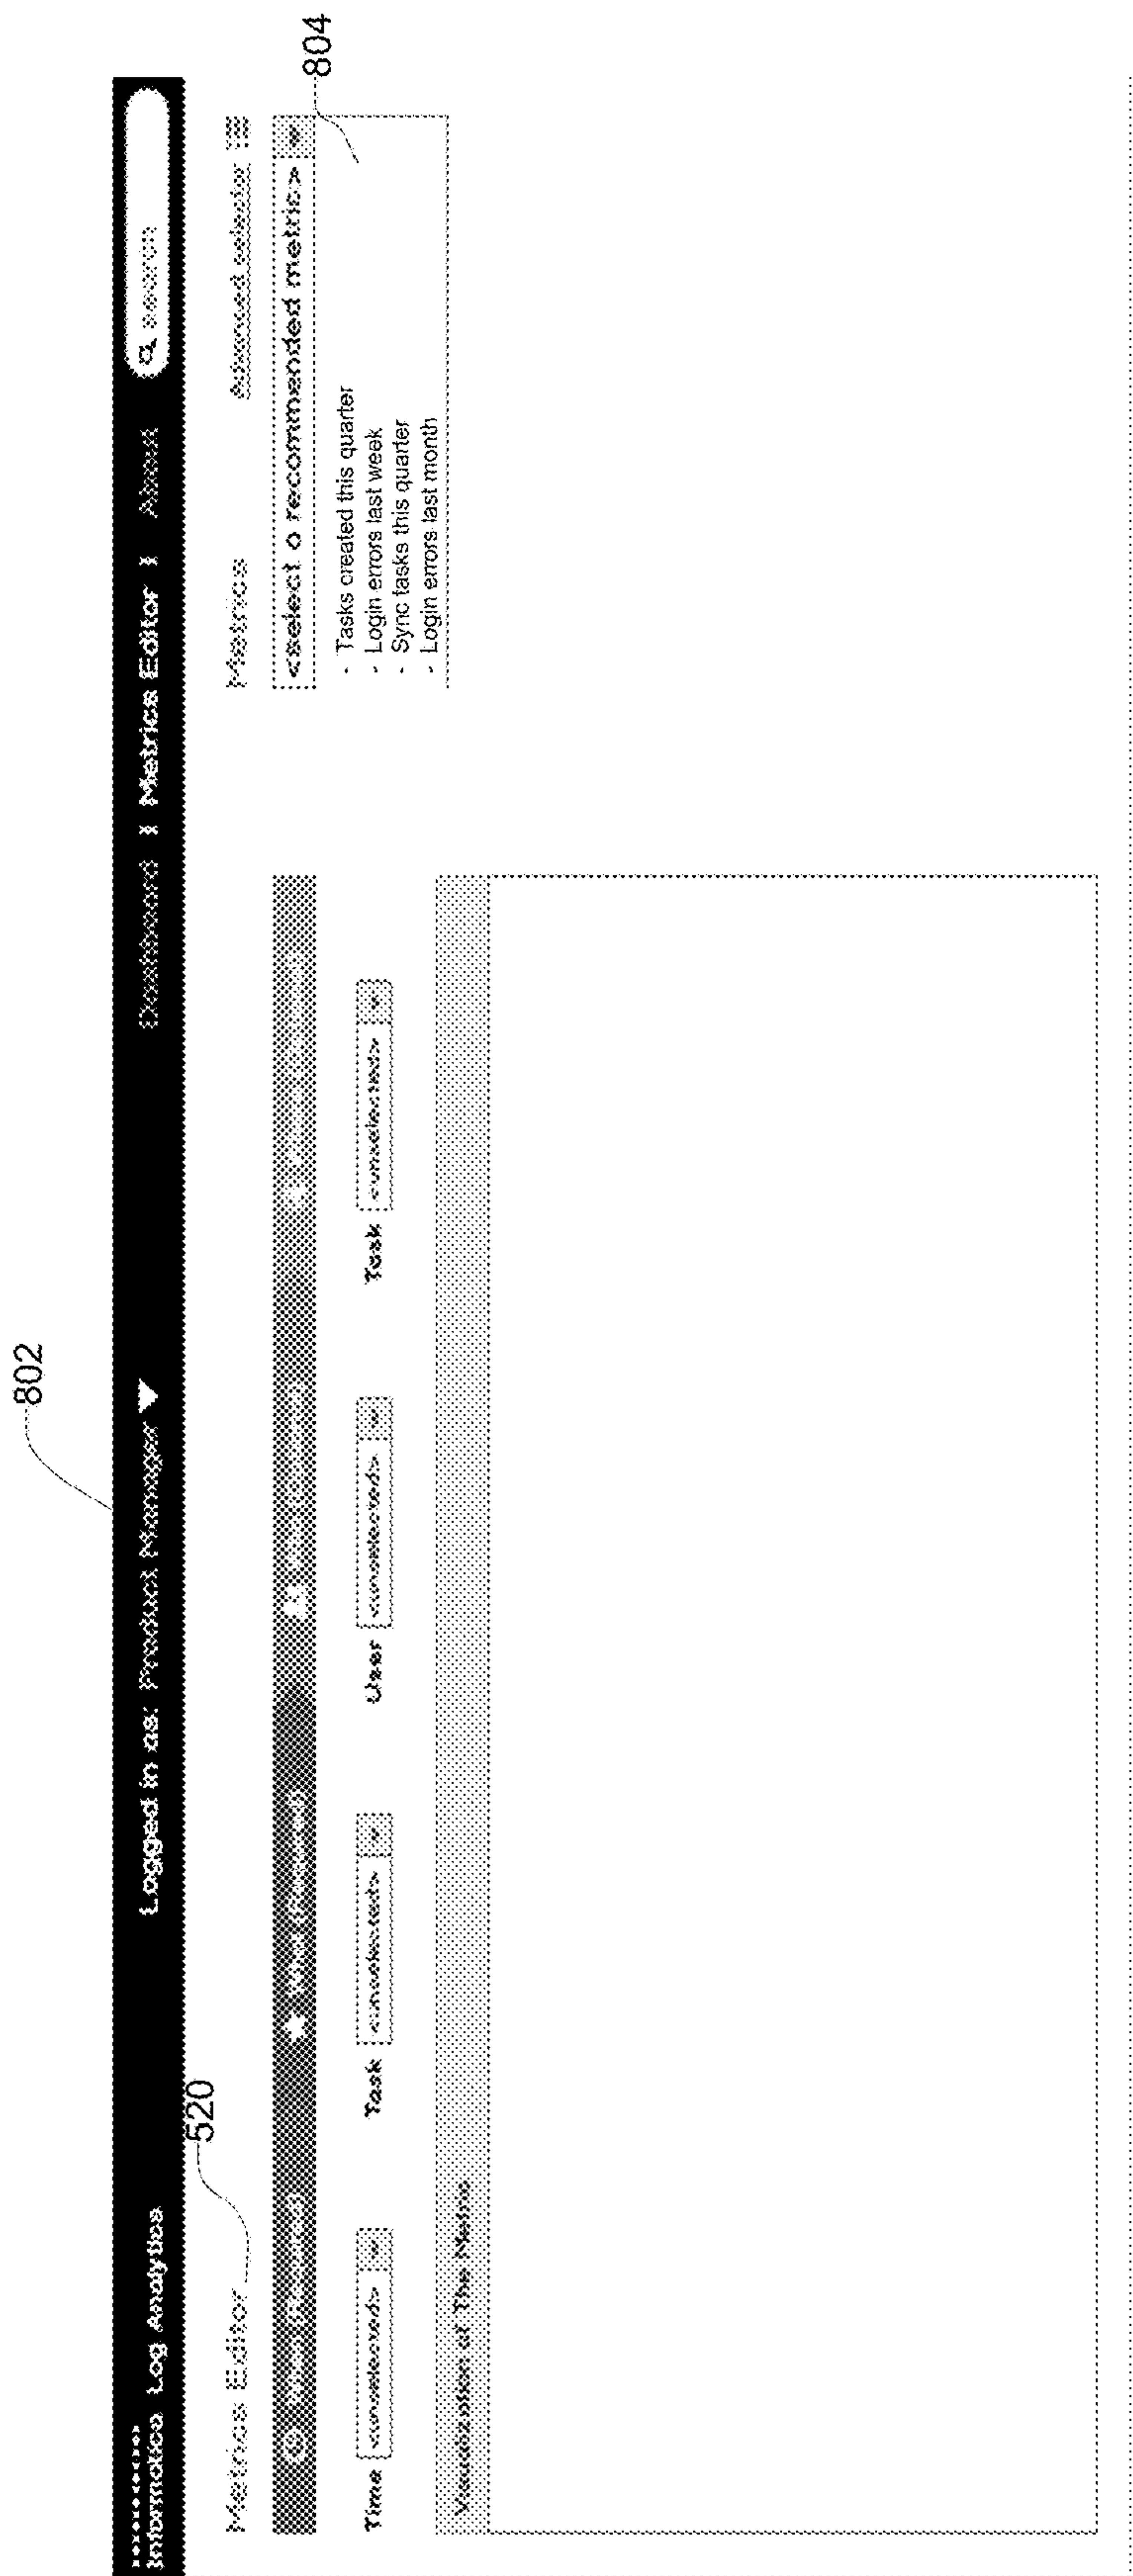 802
804
520
Informatica Log Analytics
Logged in as: Product Manager
Dashboard | Metrics Editor | About
search
Metrics Editor
Metrics
Advanced selector
<select a recommended metric>
- Tasks created this quarter
- Login errors last week
- Sync tasks this quarter
- Login errors last month
Time <unselected>
Task <unselected>
User <unselected>
Task <unselected>
Visualization of The Metric